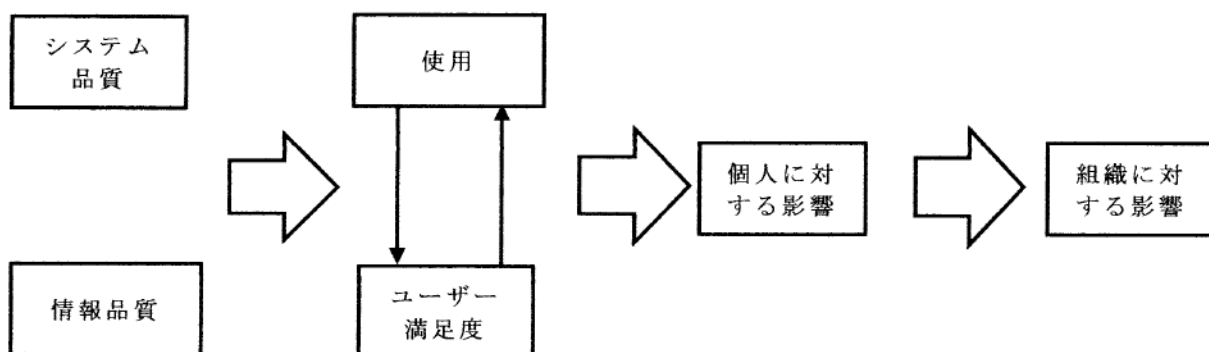 システム
品質
使用
個人に対
する影響
組織に対
する影響
情報品質
ユーザー
満足度